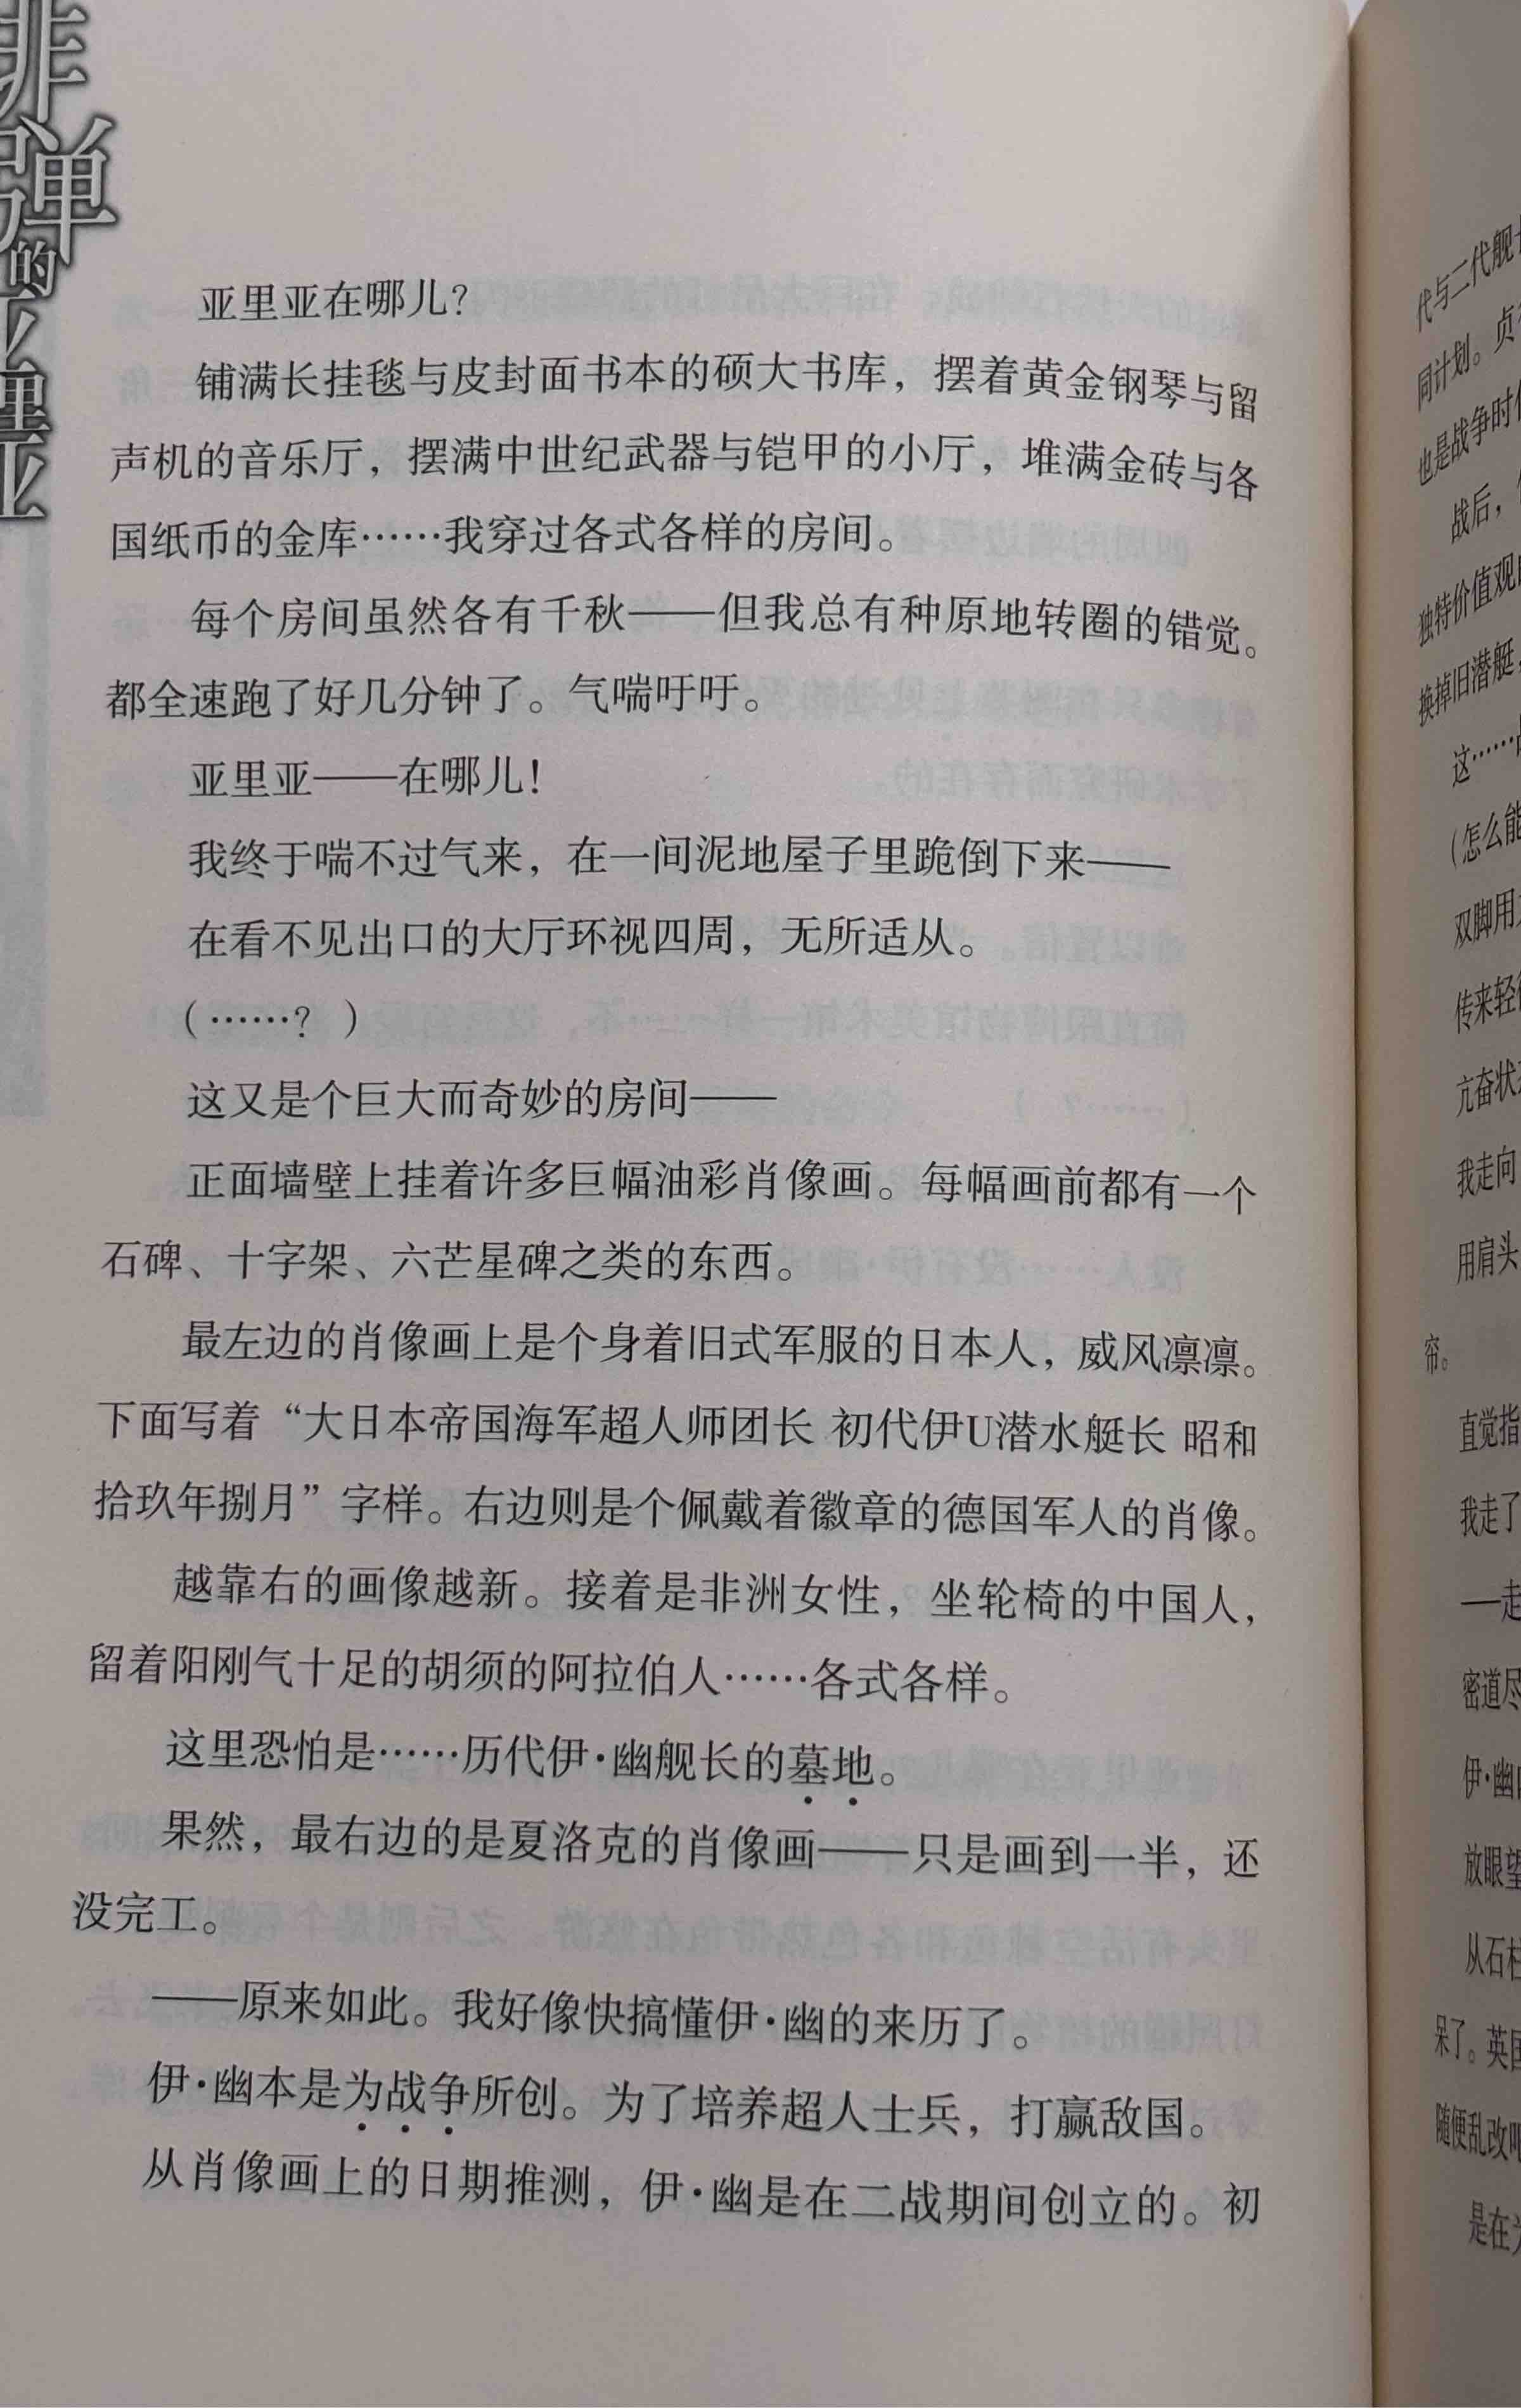 非弹的亚里亚
亚里亚在哪儿？
铺满长挂毯与皮封面书本的硕大书库，摆着黄金钢琴与留
声机的音乐厅，摆满中世纪武器与铠甲的小厅，堆满金砖与各
国纸币的金库……我穿过各式各样的房间。
每个房间虽然各有千秋——但我总有种原地转圈的错觉。
都全速跑了好几分钟了。气喘吁吁。
亚里亚——在哪儿！
我终于喘不过气来，在一间泥地屋子里跪倒下来——
在看不见出口的大厅环视四周，无所适从。
（……？）
这又是个巨大而奇妙的房间——
正面墙壁上挂着许多巨幅油彩肖像画。每幅画前都有一个
石碑、十字架、六芒星碑之类的东西。
最左边的肖像画上是个身着旧式军服的日本人，威风凛凛。
下面写着“大日本帝国海军超人师团长 初代伊U潜水艇长 昭和
拾玖年捌月”字样。右边则是个佩戴着徽章的德国军人的肖像。
越靠右的画像越新。接着是非洲女性，坐轮椅的中国人，
留着阳刚气十足的胡须的阿拉伯人……各式各样。
这里恐怕是……历代伊·幽舰长的墓地。
果然，最右边的是夏洛克的肖像画——只是画到一半，还
没完工。
——原来如此。我好像快搞懂伊·幽的来历了。
伊·幽本是为战争所创。为了培养超人士兵，打赢敌国。
从肖像画上的日期推测，伊·幽是在二战期间创立的。初
代与二代舰
同计划。贞
也是战争时
战后，
独特价值观
换掉旧潜艇，
这……
（怎么能
双脚用
传来轻
亢奋状
我走向
用肩头
帘。
直觉指
我走了
密道尽
伊·幽
放眼望
从石柱
呆了。英国
随便乱改吧
是在